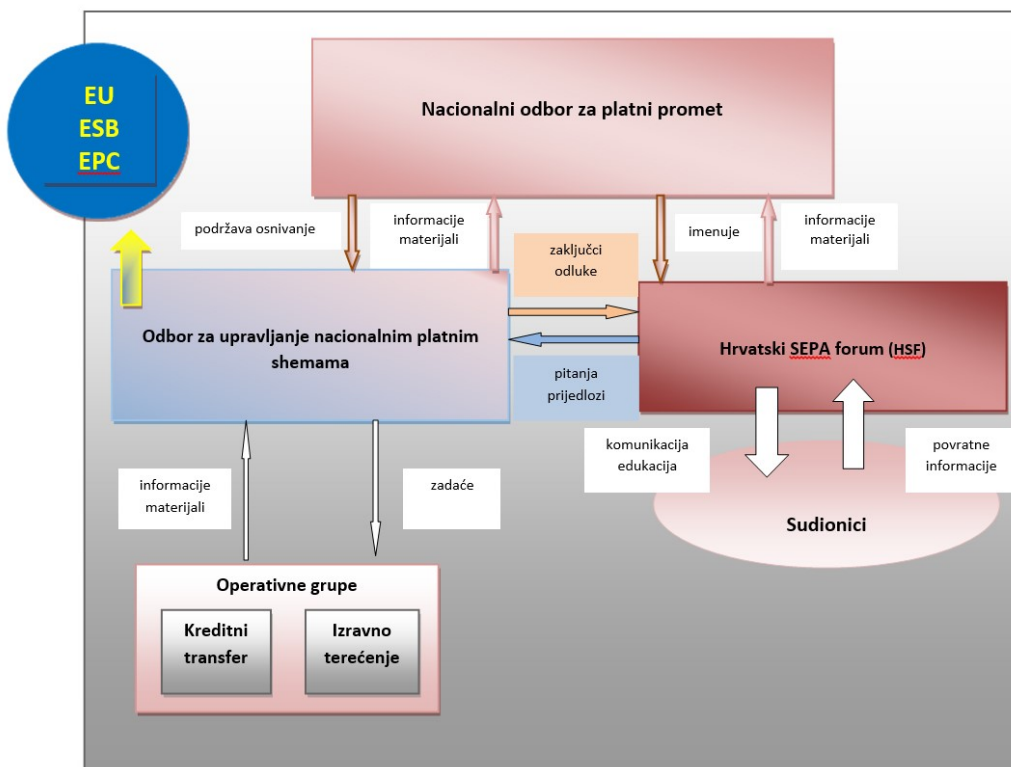 EU
ESB
EPC
Nacionalni odbor za platni promet
podržava osnivanje
informacije
materijali
zaključci
odluke
imenuje
informacije
materijali
Odbor za upravljanje nacionalnim platnim
shemama
Hrvatski SEPA forum (HSF)
pitanja
prijedlozi
komunikacija
edukacija
povratne
informacije
informacije
materijali
zadaće
Sudionici
Operativne grupe
Kreditni
transfer
Izravno
terećenje